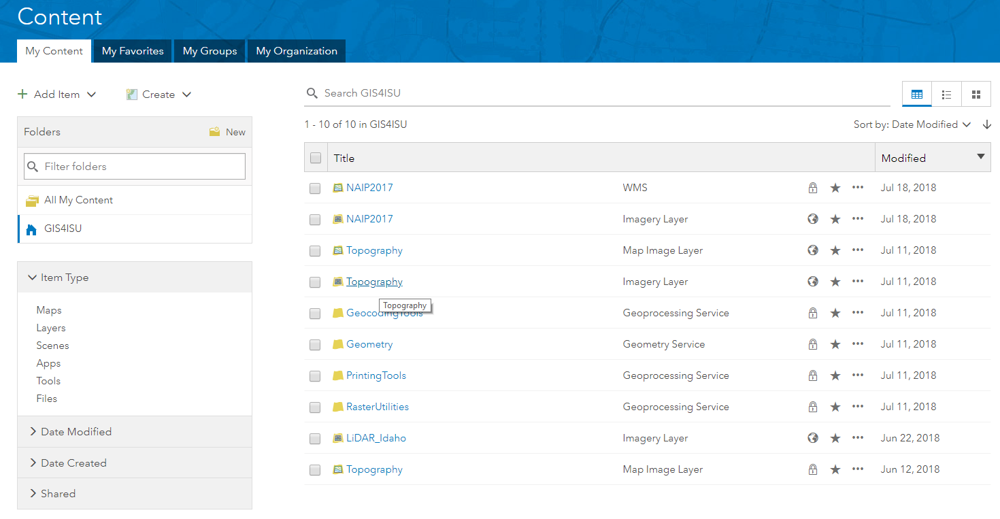 Content
My Content My Favorites My Groups My Organization
Add Item Create
Search GIS4ISU
Folders New
1 - 10 of 10 in GIS4ISU Sort by: Date Modified
Filter folders
Title Modified
All My Content
GIS4ISU
NAIP2017 WMS Jul 18, 2018
NAIP2017 Imagery Layer Jul 18, 2018
Topography Map Image Layer Jul 11, 2018
Topography Imagery Layer Jul 11, 2018
Topography
GeocodingTools Geoprocessing Service Jul 11, 2018
Geometry Geometry Service Jul 11, 2018
PrintingTools Geoprocessing Service Jul 11, 2018
RasterUtilities Geoprocessing Service Jul 11, 2018
LiDAR_Idaho Imagery Layer Jun 22, 2018
Topography Map Image Layer Jun 12, 2018
Item Type
Maps
Layers
Scenes
Apps
Tools
Files
Date Modified
Date Created
Shared